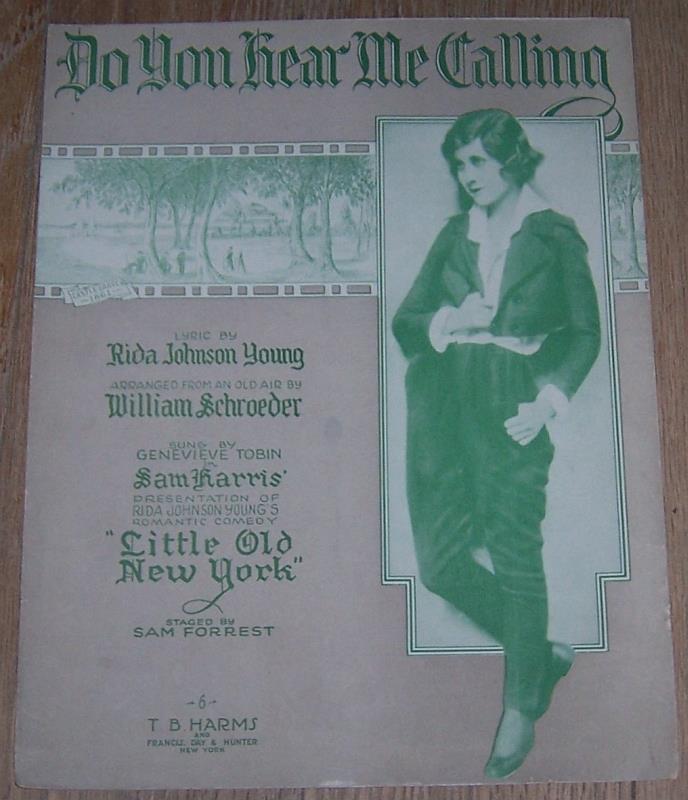 Do You Hear Me Calling
CASTLE GARDEN
LYRIC BY
Rida Johnson Young
ARRANGED FROM AN OLD AIR BY
William Schroeder
SUNG BY
GENEVIEVE TOBIN
in
Sam Harris'
PRESENTATION OF
RIDA JOHNSON YOUNG'S
ROMANTIC COMEDY
"Little Old
New York"
STAGED BY
SAM FORREST
-6-
T. B. HARMS
AND
FRANCIS, DAY & HUNTER
NEW YORK